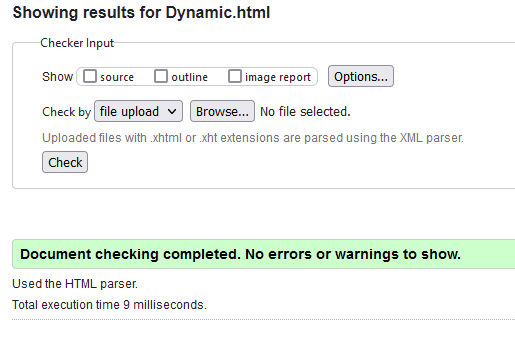 Showing results for Dynamic.html
Checker Input
Show source outline image report Options...
Check by file upload Browse... No file selected.
Uploaded files with .xhtml or .xht extensions are parsed using the XML parser.
Check
Document checking completed. No errors or warnings to show.
Used the HTML parser.
Total execution time 9 milliseconds.